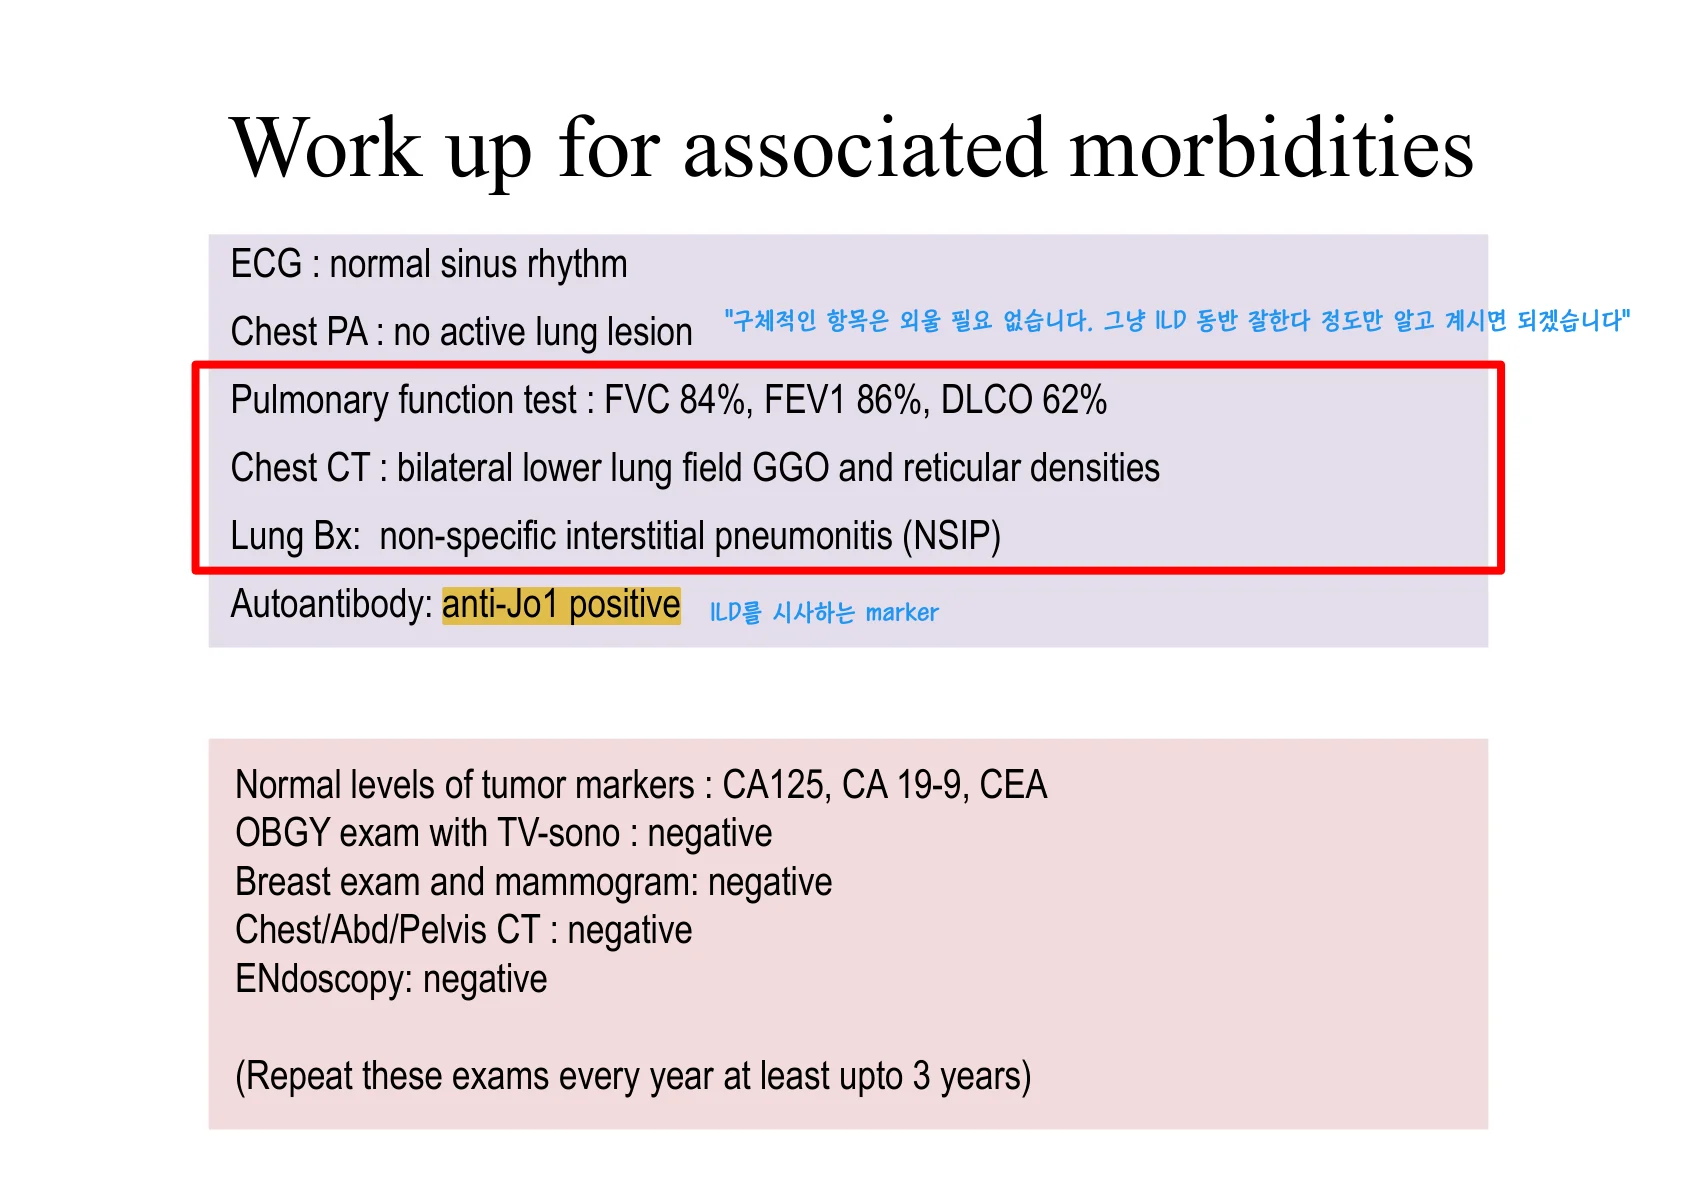 Work up for associated morbidities
ECG : normal sinus rhythm
Chest PA : no active lung lesion
"구체적인 항목은 외울 필요 없습니다. 그냥 ILD 동반 잘한다 정도만 알고 계시면 되겠습니다"
Pulmonary function test : FVC 84%, FEV1 86%, DLCO 62%
Chest CT : bilateral lower lung field GGO and reticular densities
Lung Bx:  non-specific interstitial pneumonitis (NSIP)
Autoantibody: anti-Jo1 positive
ILD를 시사하는 marker
Normal levels of tumor markers : CA125, CA 19-9, CEA
OBGY exam with TV-sono : negative
Breast exam and mammogram: negative
Chest/Abd/Pelvis CT : negative
ENdoscopy: negative
(Repeat these exams every year at least upto 3 years)